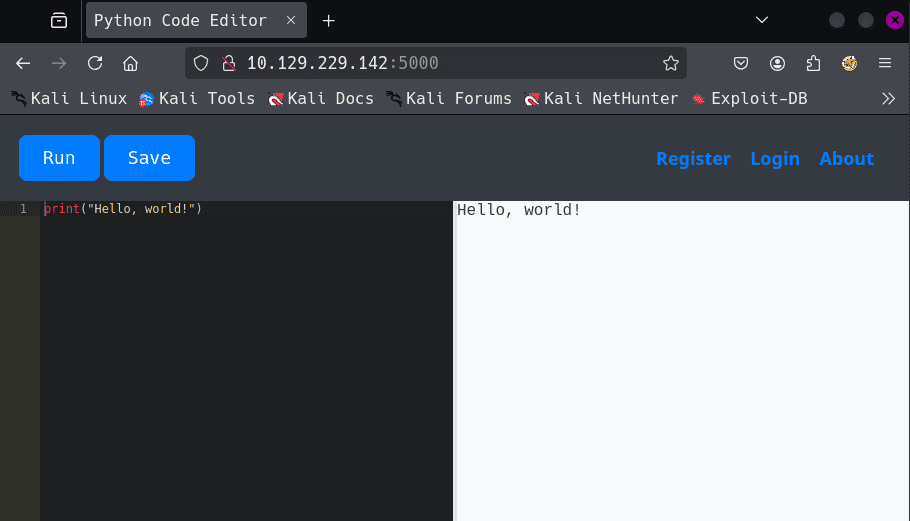 Python Code Editor
10.129.229.142:5000
Kali Linux Kali Tools Kali Docs Kali Forums Kali NetHunter Exploit-DB
Run Save Register Login About
1 print("Hello, world!") Hello, world!